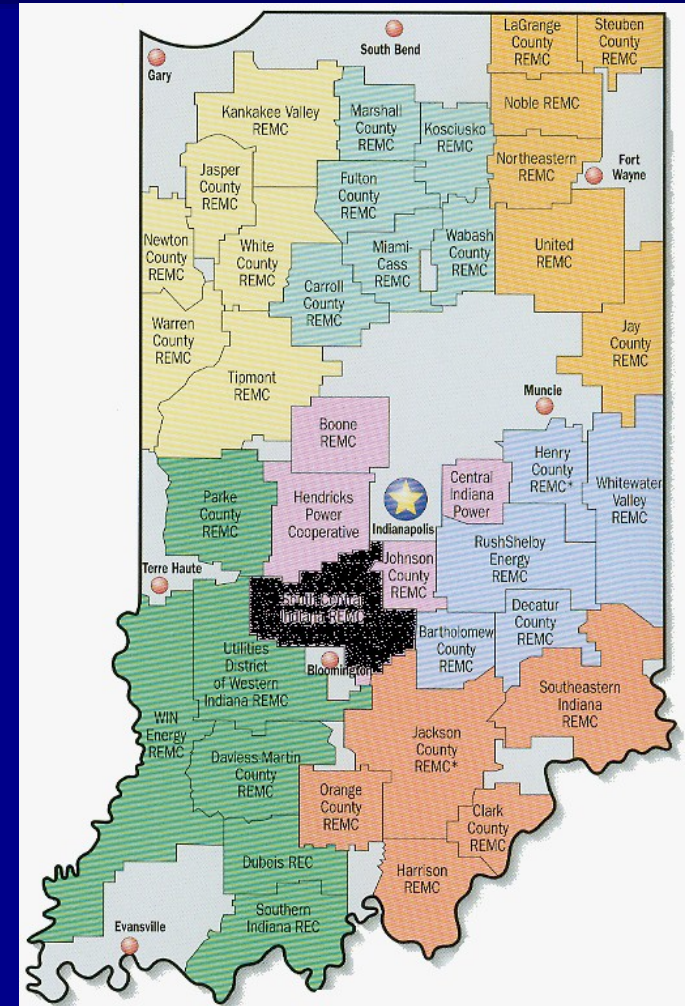 LaGrange
County
REMC
Steuben
County
REMC
South Bend
Gary
Noble REMC
Kankakee Valley
REMC
Marshall
County
REMC
Kosciusko
REMC
Northeastern
REMC
Fort
Wayne
Jasper
County
REMC
Fulton
County
REMC
Newton
County
REMC
White
County
REMC
Miami-
Cass
REMC
Wabash
County
REMC
United
REMC
Carroll
County
REMC
Warren
County
REMC
Jay
County
REMC
Tipmont
REMC
Muncie
Boone
REMC
Henry
County
REMC*
Whitewater
Valley
REMC
Parke
County
REMC
Hendricks
Power
Cooperative
Central
Indiana
Power
Indianapolis
RushShelby
Energy
REMC
Johnson
County
REMC
Terre Haute
South Central
Indiana REMC
Decatur
County
REMC
Bartholomew
County
REMC
Utilities
District
of Western
Indiana REMC
Bloomington
Southeastern
Indiana
REMC
WIN
Energy
REMC
Jackson
County
REMC*
Daviess-Martin
County
REMC
Orange
County
REMC
Clark
County
REMC
Dubois REC
Harrison
REMC
Southern
Indiana REC
Evansville